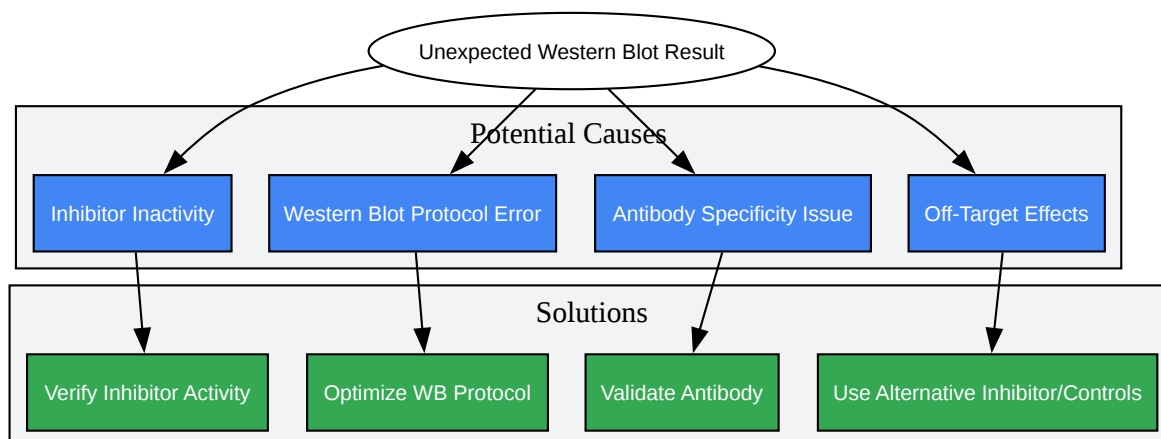 Unexpected Western Blot Result
Potential Causes
Inhibitor Inactivity
Western Blot Protocol Error
Antibody Specificity Issue
Off-Target Effects
Solutions
Verify Inhibitor Activity
Optimize WB Protocol
Validate Antibody
Use Alternative Inhibitor/Controls